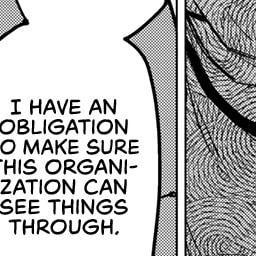 I HAVE AN
OBLIGATION
TO MAKE SURE
THIS ORGANI-
ZATION CAN
SEE THINGS
THROUGH.